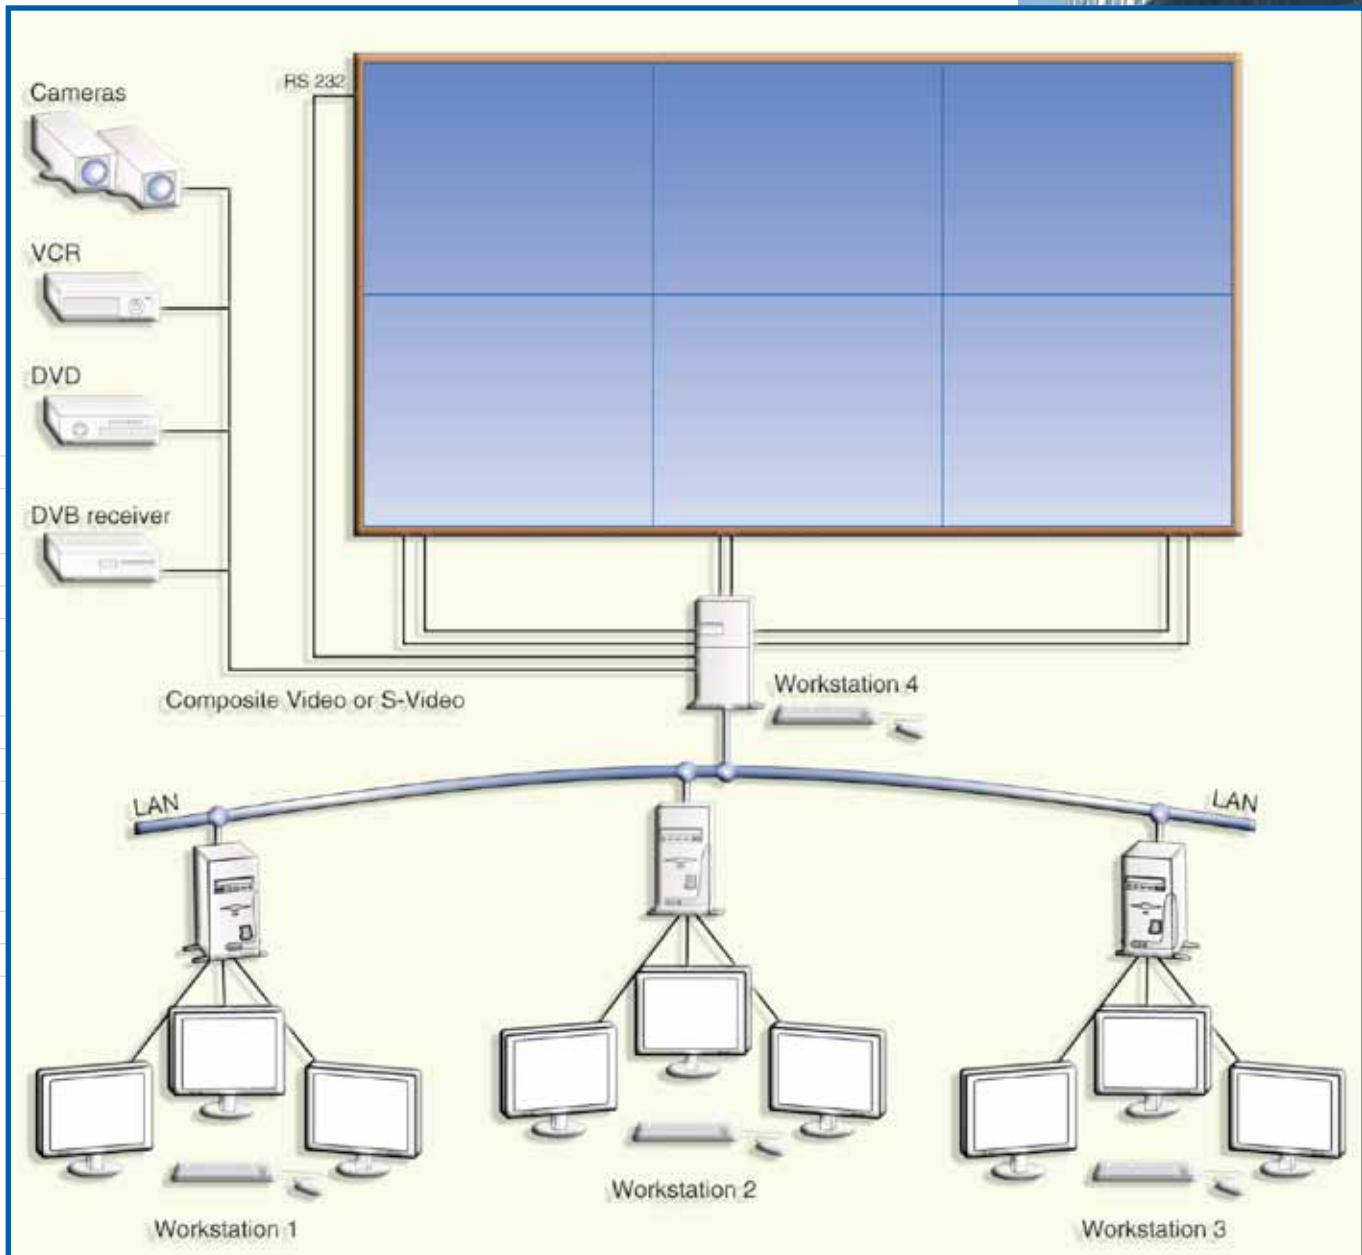 RS 232
Cameras
VCR
DVD
DVB receiver
Composite Video or S-Video
Workstation 4
LAN
LAN
Workstation 1
Workstation 2
Workstation 3